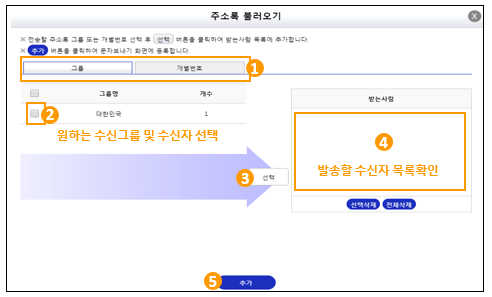 주소록 불러오기
X
※ 전송할 주소록 그룹 또는 개별번호 선택 후 선택 버튼을 클릭하여 받는사람 목록에 추가합니다.
※ 추가 버튼을 클릭하여 문자보내기 화면에 등록합니다.
그룹 개별번호 1
그룹명 개수
2 대한민국 1
원하는 수신그룹 및 수신자 선택
받는사람
4
발송할 수신자 목록확인
3 선택
선택삭제 전체삭제
5 추가